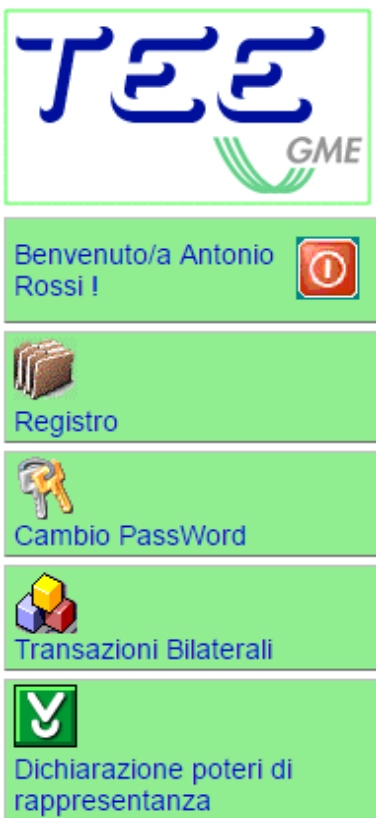 TEE
GME
Benvenuto/a Antonio
Rossi !
Registro
Cambio PassWord
Transazioni Bilaterali
Dichiarazione poteri di
rappresentanza